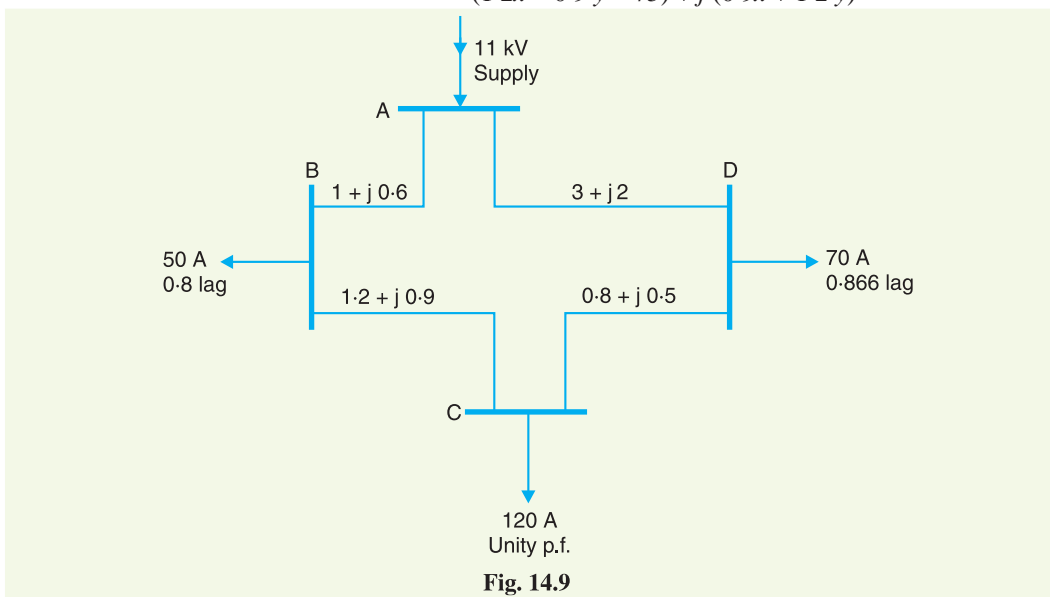 11 kV
Supply
A
B
D
1 + j 0·6
3 + j 2
50 A
0·8 lag
70 A
0·866 lag
1·2 + j 0·9
0·8 + j 0·5
C
120 A
Unity p.f.
Fig. 14.9